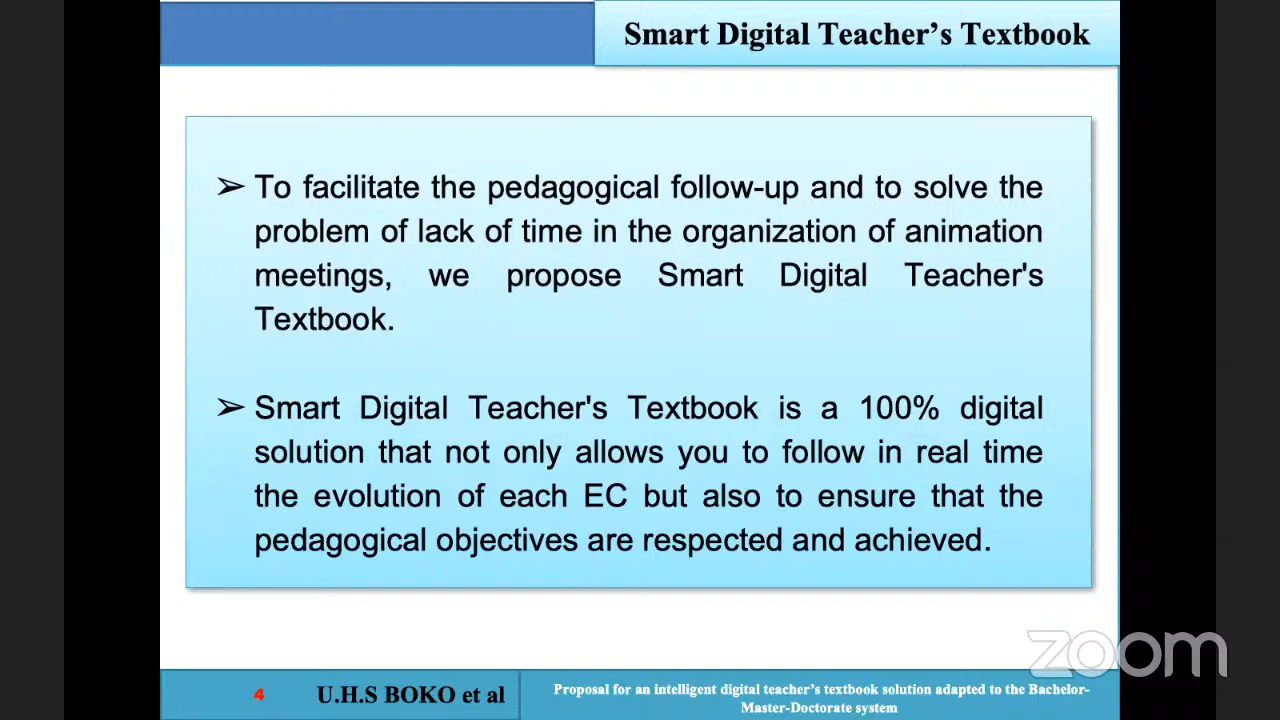 Smart Digital Teacher’s Textbook
➢ To facilitate the pedagogical follow-up and to solve the
problem of lack of time in the organization of animation
meetings, we propose Smart Digital Teacher's
Textbook.
➢ Smart Digital Teacher's Textbook is a 100% digital
solution that not only allows you to follow in real time
the evolution of each EC but also to ensure that the
pedagogical objectives are respected and achieved.
zoom
4 U.H.S BOKO et al
Proposal for an intelligent digital teacher’s textbook solution adapted to the Bachelor-
Master-Doctorate system